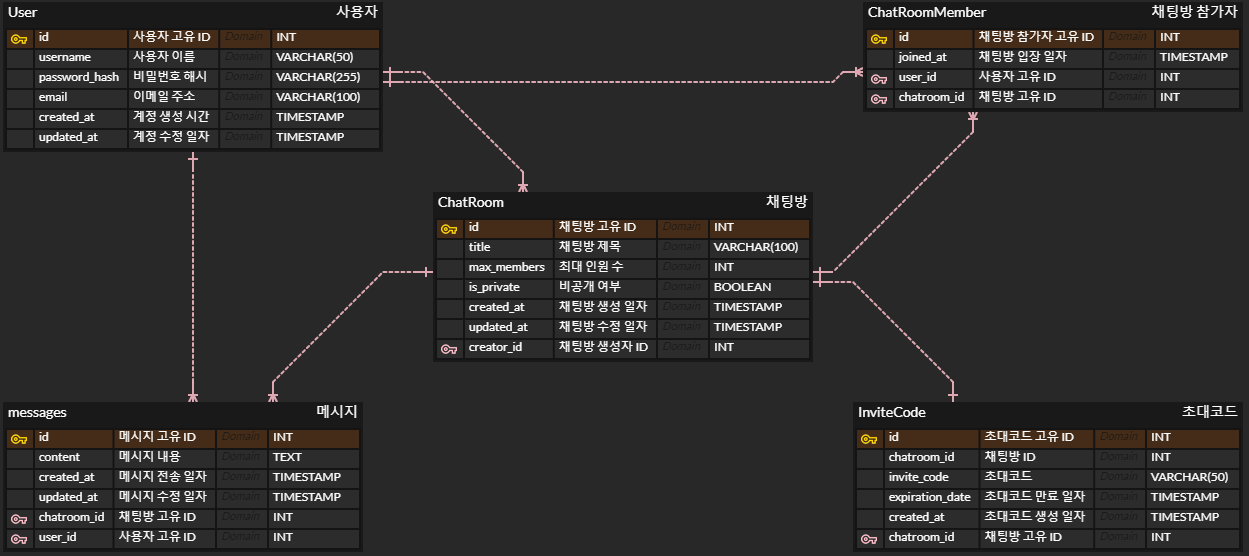 User 사용자
id 사용자 고유 ID Domain INT
username 사용자 이름 Domain VARCHAR(50)
password_hash 비밀번호 해시 Domain VARCHAR(255)
email 이메일 주소 Domain VARCHAR(100)
created_at 계정 생성 시간 Domain TIMESTAMP
updated_at 계정 수정 일자 Domain TIMESTAMP
ChatRoomMember 채팅방 참가자
id 채팅방 참가자 고유 ID Domain INT
joined_at 채팅방 입장 일자 Domain TIMESTAMP
user_id 사용자 고유 ID Domain INT
chatroom_id 채팅방 고유 ID Domain INT
ChatRoom 채팅방
id 채팅방 고유 ID Domain INT
title 채팅방 제목 Domain VARCHAR(100)
max_members 최대 인원 수 Domain INT
is_private 비공개 여부 Domain BOOLEAN
created_at 채팅방 생성 일자 Domain TIMESTAMP
updated_at 채팅방 수정 일자 Domain TIMESTAMP
creator_id 채팅방 생성자 ID Domain INT
messages 메시지
id 메시지 고유 ID Domain INT
content 메시지 내용 Domain TEXT
created_at 메시지 전송 일자 Domain TIMESTAMP
updated_at 메시지 수정 일자 Domain TIMESTAMP
chatroom_id 채팅방 고유 ID Domain INT
user_id 사용자 고유 ID Domain INT
InviteCode 초대코드
id 초대코드 고유 ID Domain INT
chatroom_id 채팅방 ID Domain INT
invite_code 초대코드 Domain VARCHAR(50)
expiration_date 초대코드 만료 일자 Domain TIMESTAMP
created_at 초대코드 생성 일자 Domain TIMESTAMP
chatroom_id 채팅방 고유 ID Domain INT